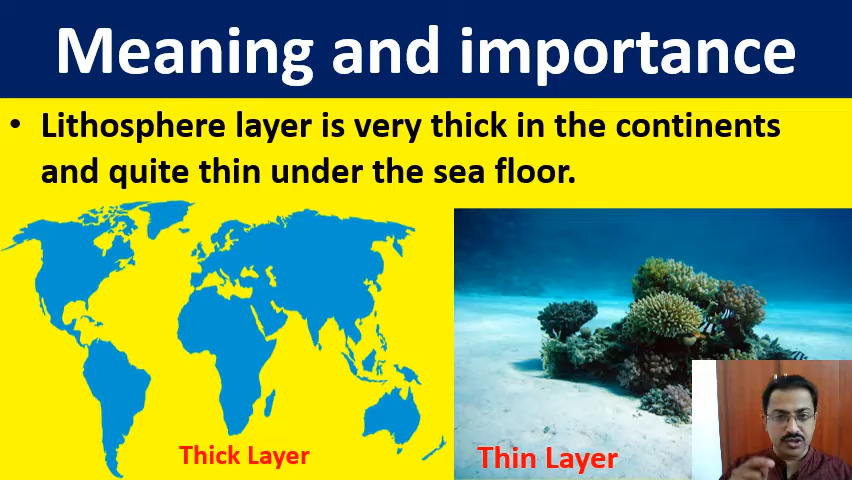 Meaning and importance
• Lithosphere layer is very thick in the continents
and quite thin under the sea floor.
Thick Layer
Thin Layer